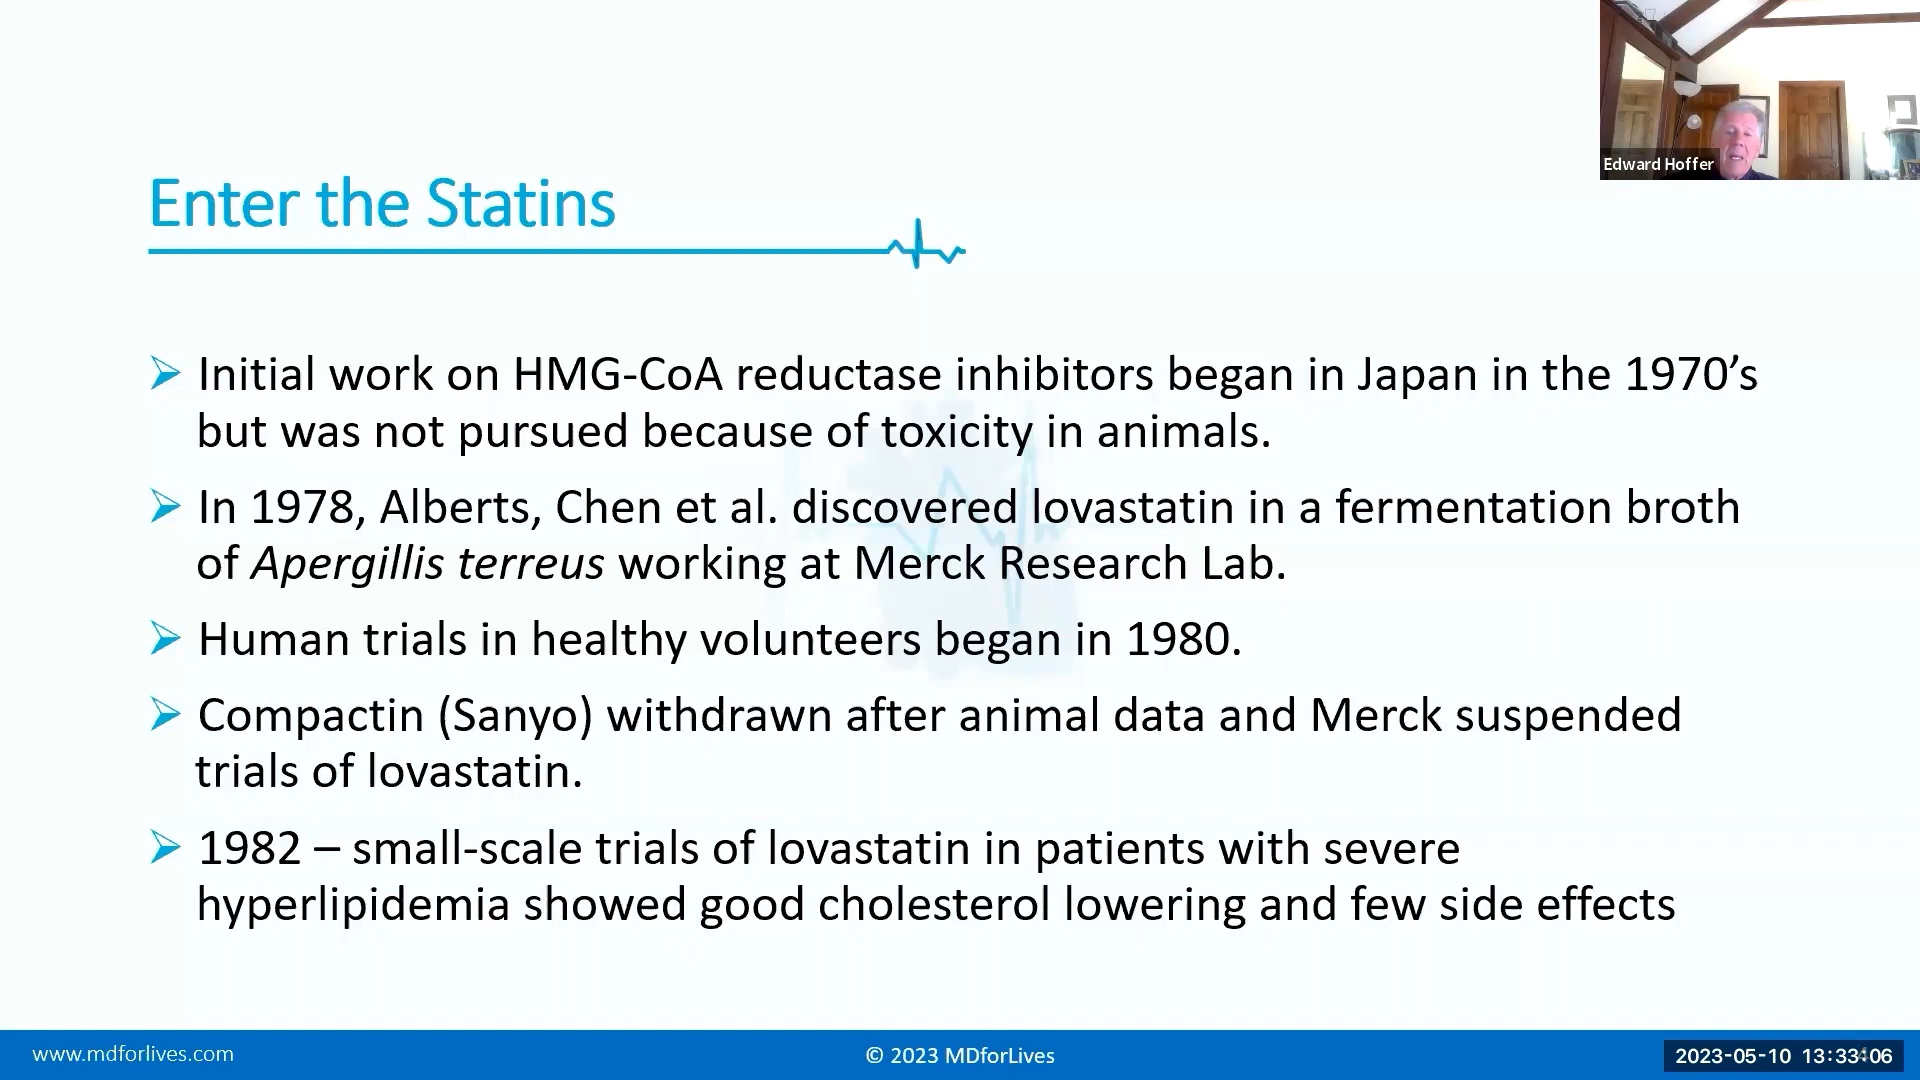 Edward Hoffer
Enter the Statins
Initial work on HMG-CoA reductase inhibitors began in Japan in the 1970’s
but was not pursued because of toxicity in animals.
In 1978, Alberts, Chen et al. discovered lovastatin in a fermentation broth
of Apergillis terreus working at Merck Research Lab.
Human trials in healthy volunteers began in 1980.
Compactin (Sanyo) withdrawn after animal data and Merck suspended
trials of lovastatin.
1982 – small-scale trials of lovastatin in patients with severe
hyperlipidemia showed good cholesterol lowering and few side effects
www.mdforlives.com
© 2023 MDforLives
2023-05-10 13:33:06